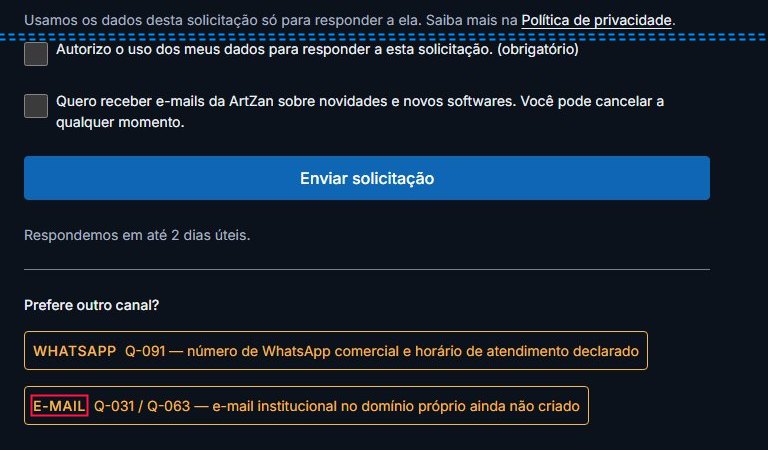 Usamos os dados desta solicitação só para responder a ela. Saiba mais na Política de privacidade.
Autorizo o uso dos meus dados para responder a esta solicitação. (obrigatório)
Quero receber e-mails da ArtZan sobre novidades e novos softwares. Você pode cancelar a
qualquer momento.
Enviar solicitação
Respondemos em até 2 dias úteis.
Prefere outro canal?
WHATSAPP Q-091 — número de WhatsApp comercial e horário de atendimento declarado
E-MAIL Q-031 / Q-063 — e-mail institucional no domínio próprio ainda não criado